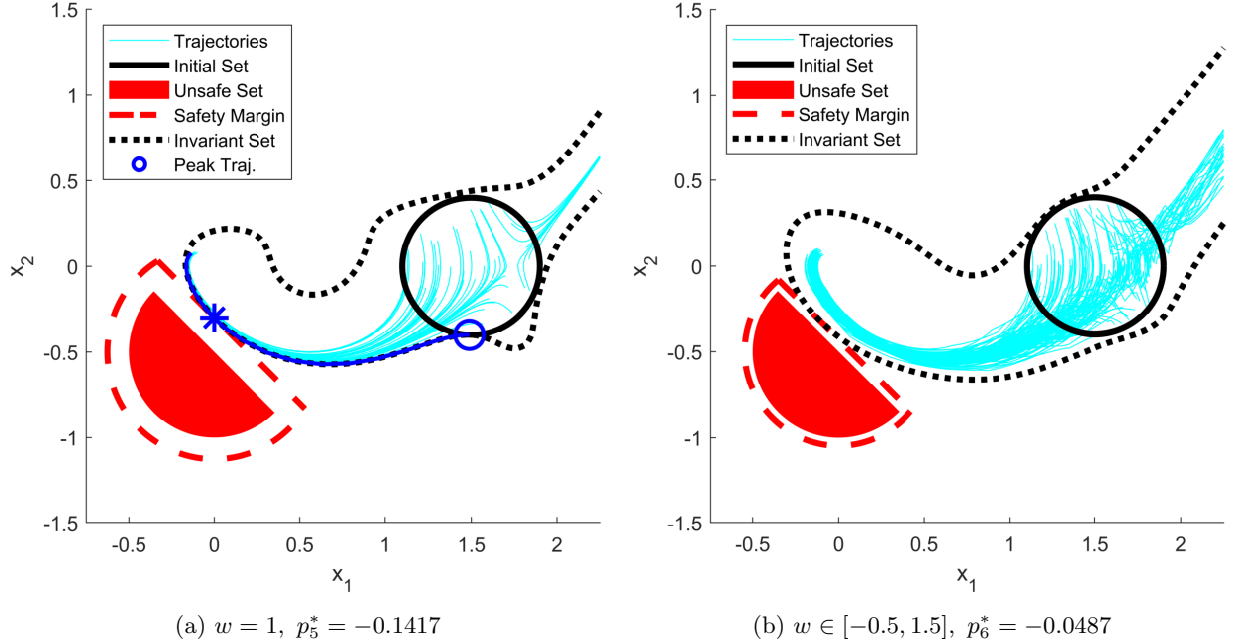 1.5
1
0.5
0
-0.5
-1
-1.5
x2
-0.5 0 0.5 1 1.5 2
x1
Trajectories
Initial Set
Unsafe Set
Safety Margin
Invariant Set
Peak Traj.
(a) w = 1, p*5 = −0.1417
1.5
1
0.5
0
-0.5
-1
-1.5
x2
-0.5 0 0.5 1 1.5 2
x1
Trajectories
Initial Set
Unsafe Set
Safety Margin
Invariant Set
(b) w ∈ [−0.5, 1.5], p*6 = −0.0487